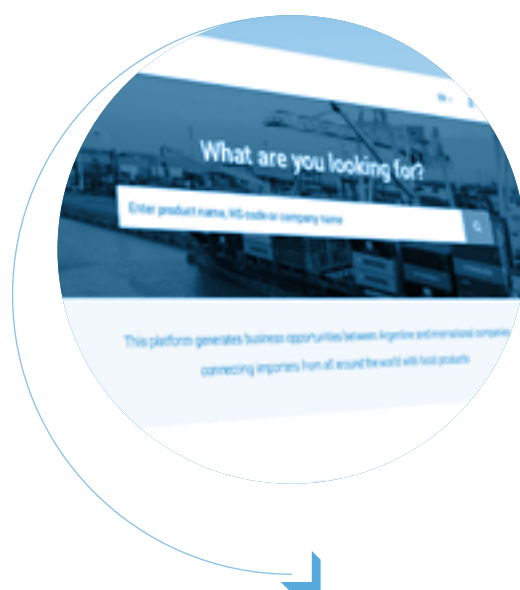 What are you looking for?
Enter product name, HS code or company name
This platform generates business opportunities between Argentine and international companies
connecting importers from all around the world with local products